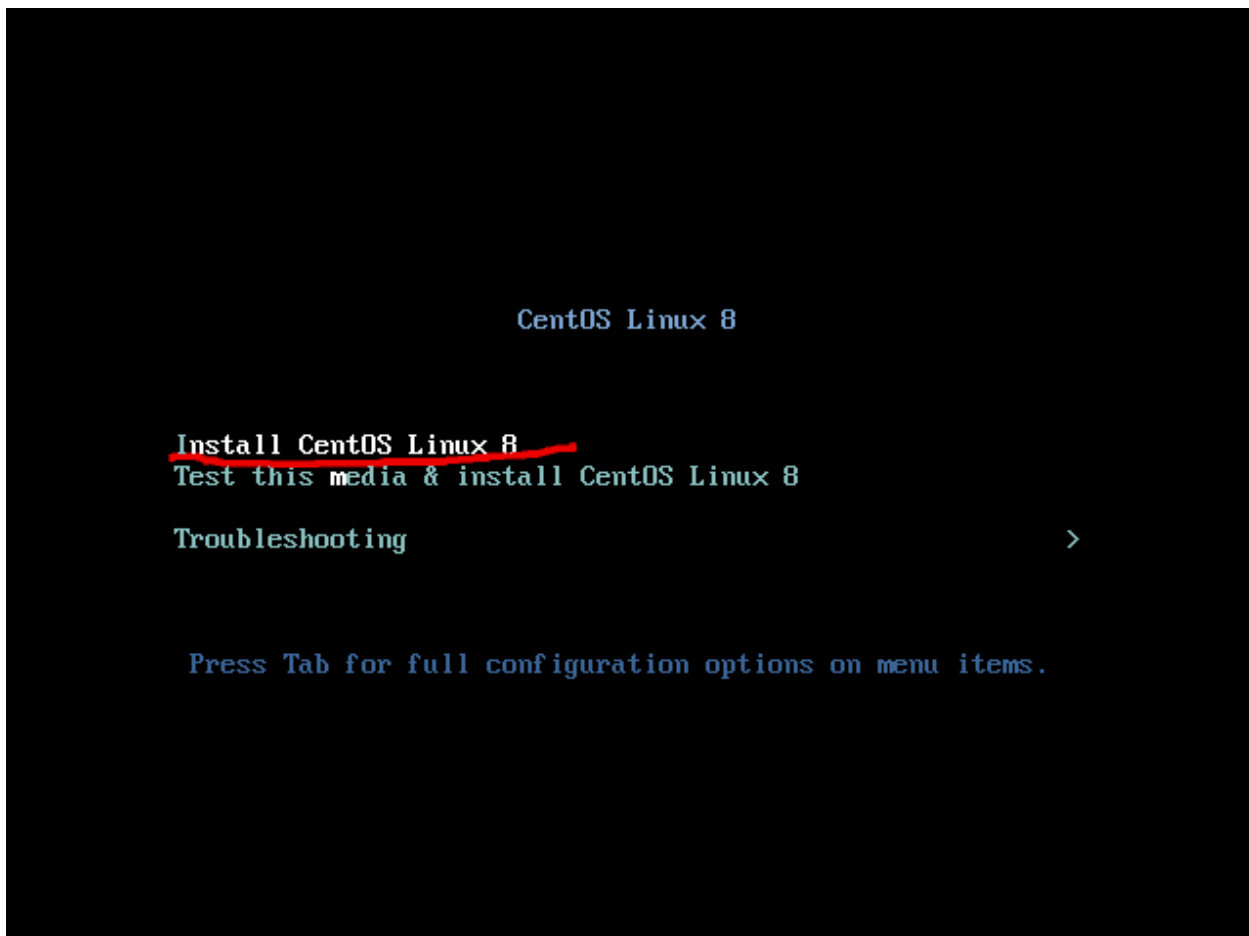 CentOS Linux 8
Install CentOS Linux 8
Test this media & install CentOS Linux 8
Troubleshooting >
Press Tab for full configuration options on menu items.